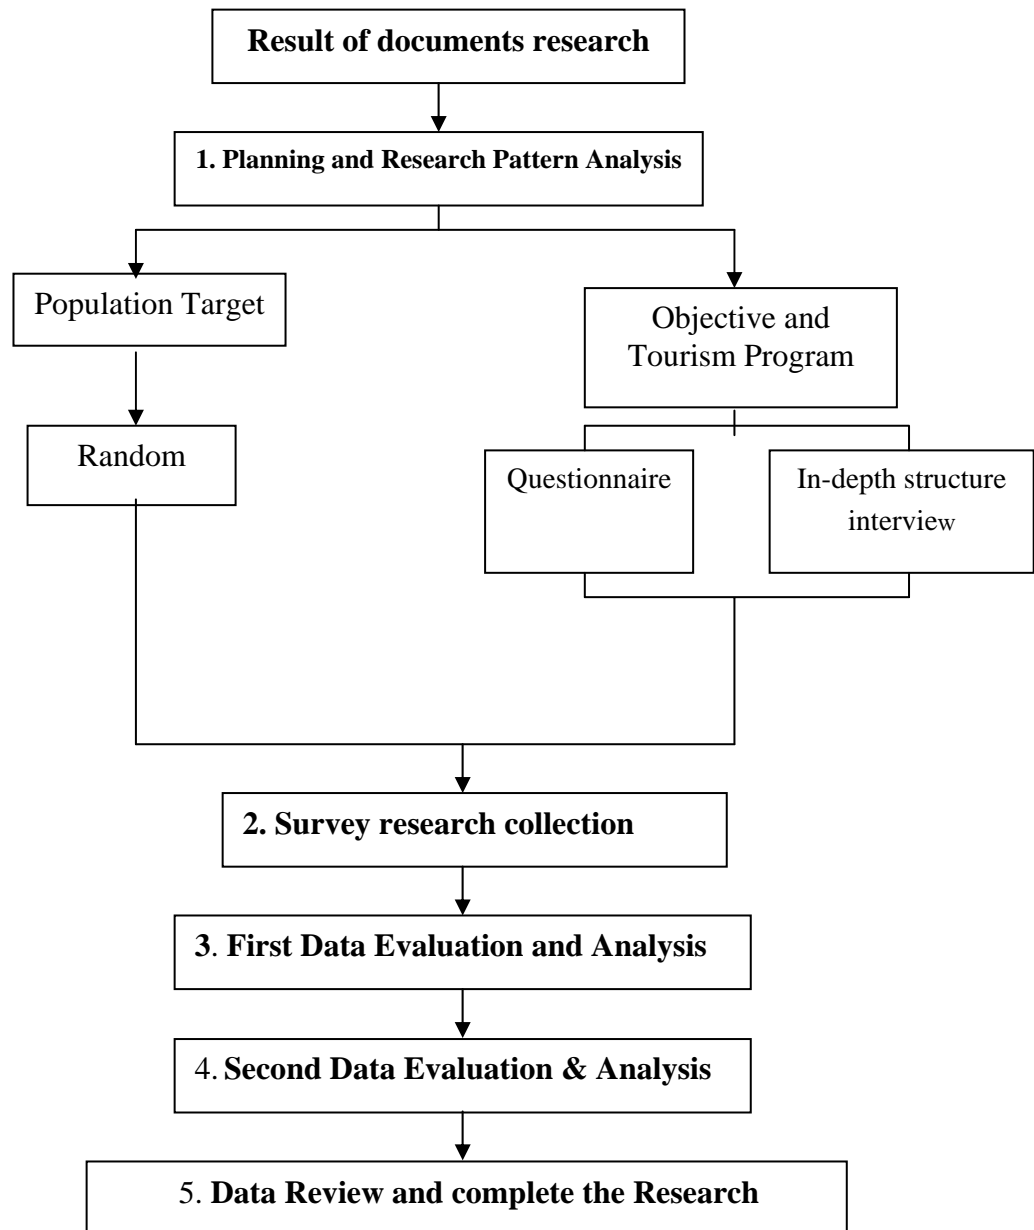 Result of documents research
1. Planning and Research Pattern Analysis
Population Target
Objective and
Tourism Program
Random
Questionnaire
In-depth structure
interview
2. Survey research collection
3. First Data Evaluation and Analysis
4. Second Data Evaluation & Analysis
5. Data Review and complete the Research